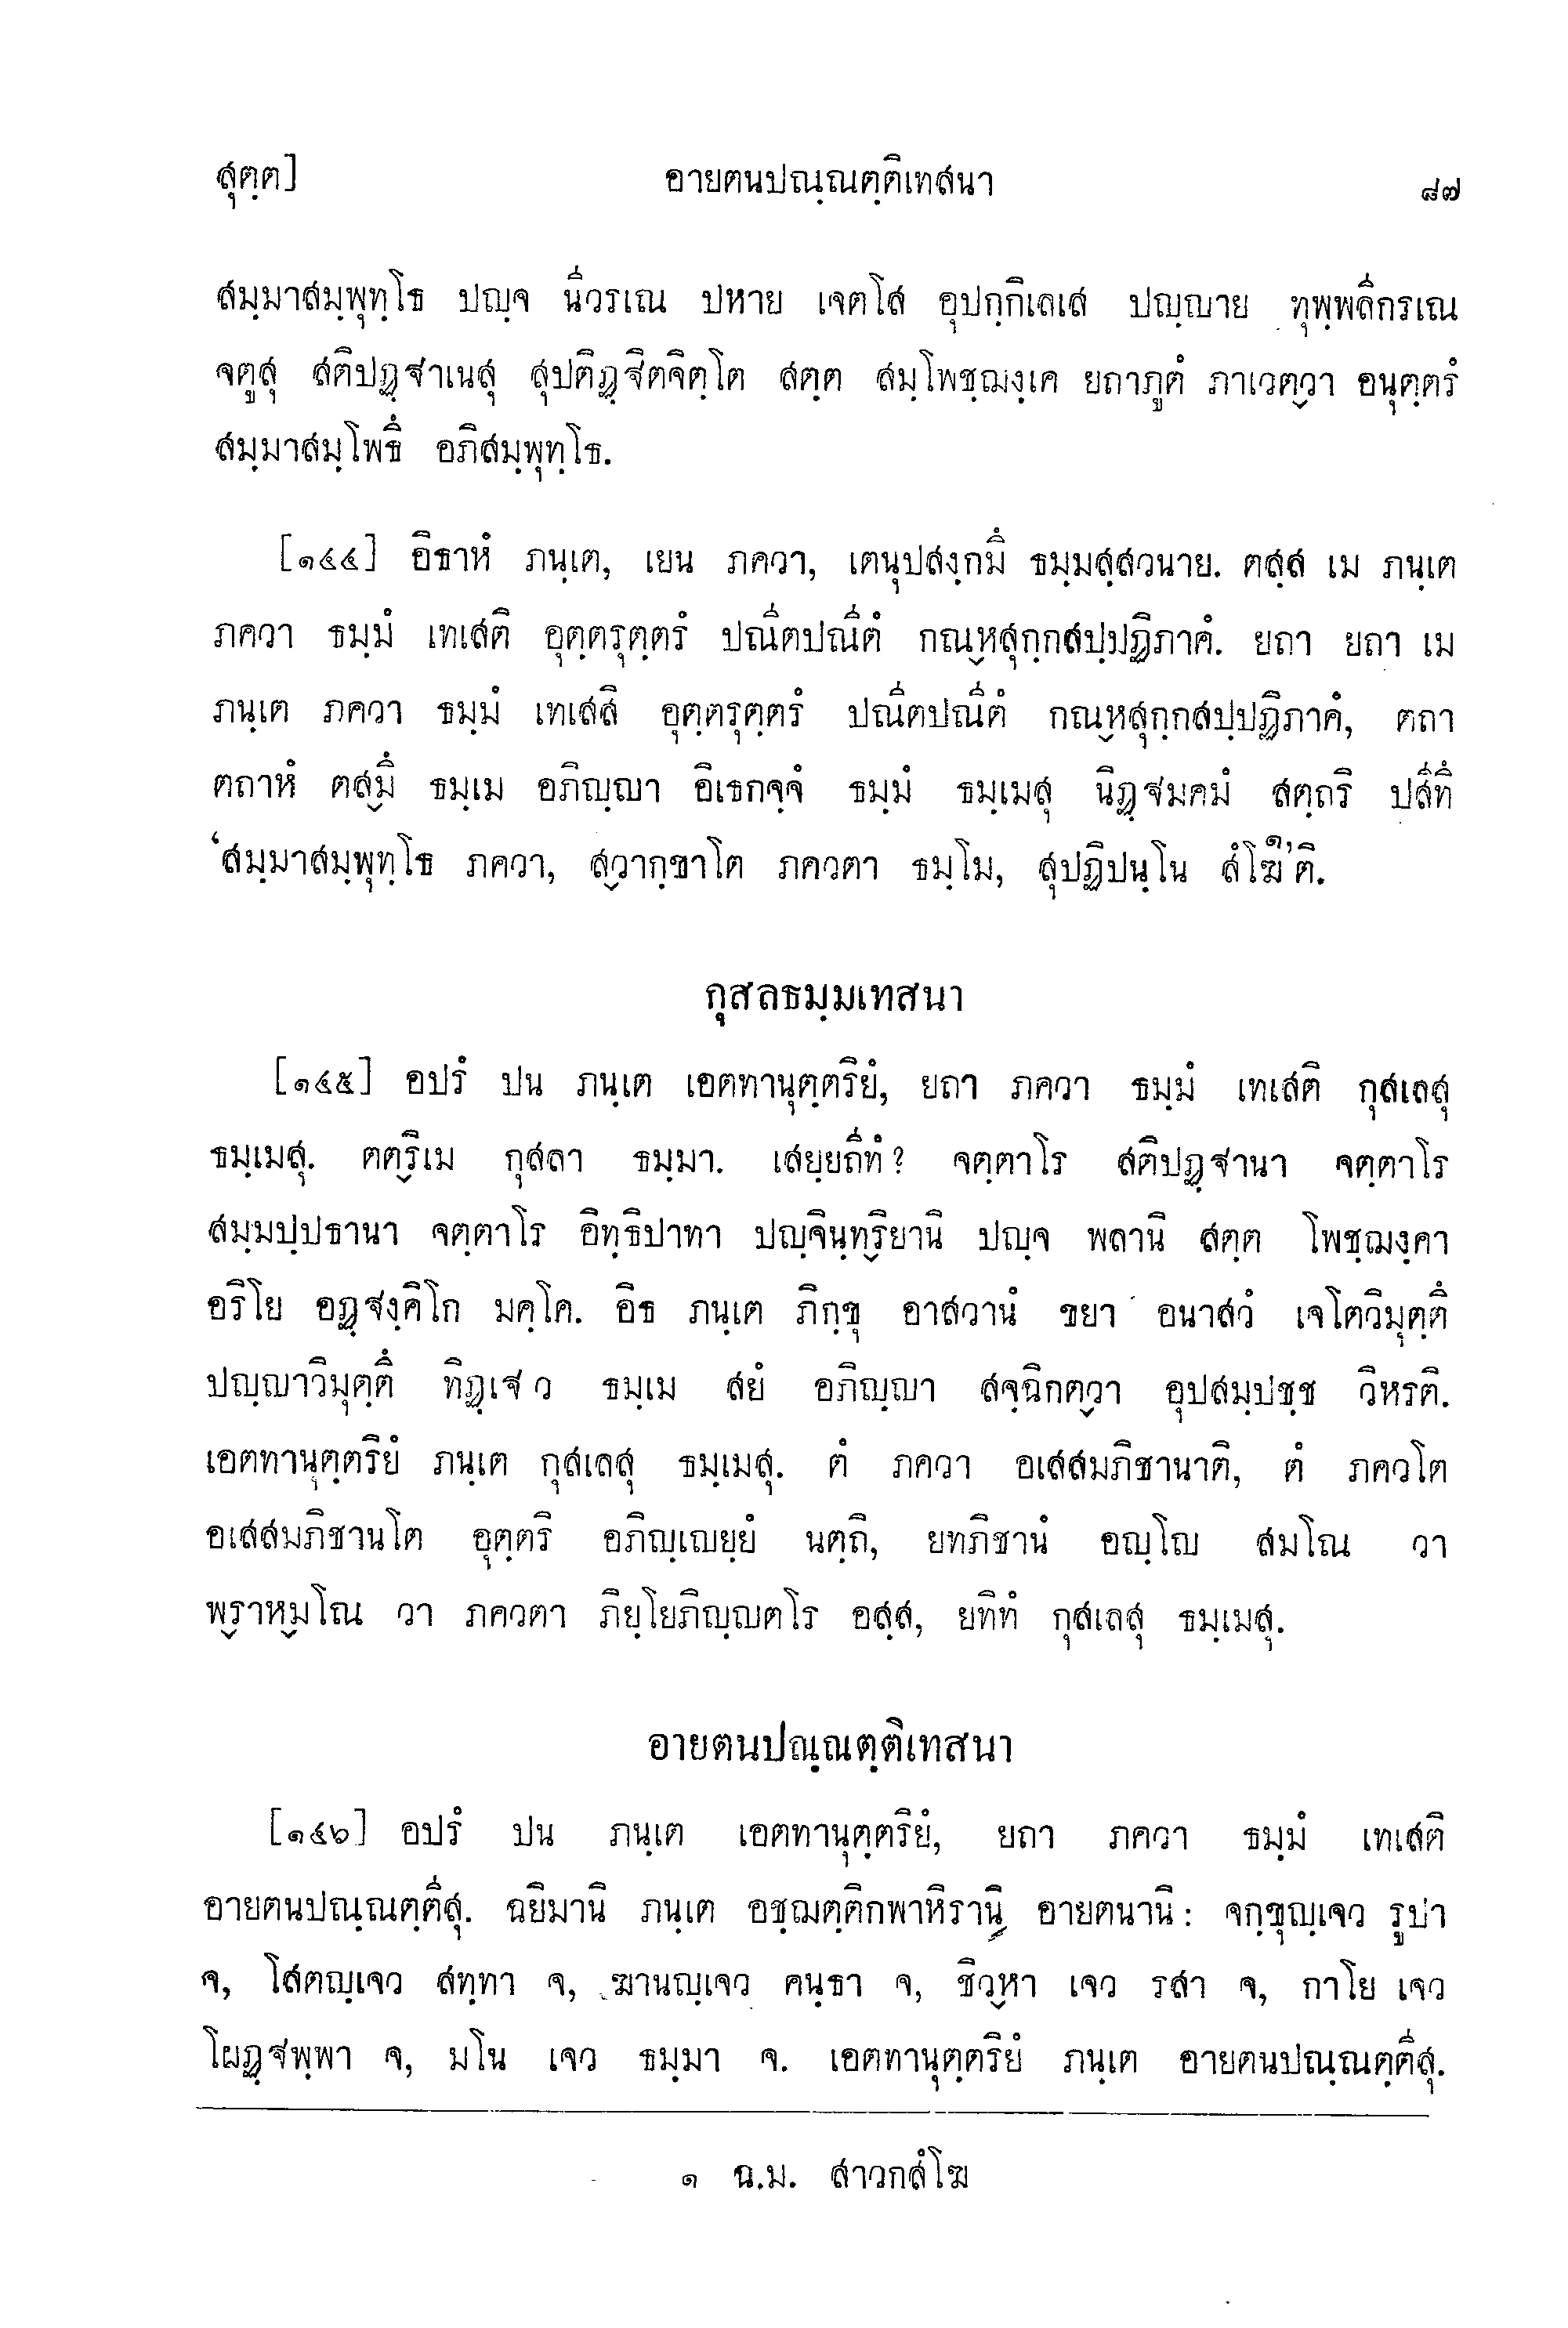 สุตฺต]
อายตนปณฺณตฺติเทสนา
๘๗
สมฺมาสมฺพุทฺโธ ปญฺจ นีวรเณ ปหาย เจตโส อุปกฺกิเลเส ปญฺญาย ทุพฺพลีกรเณ
จตูสุ สติปฏฺฐาเนสุ สุปติฏฺฐิตจิตฺโต สตฺต สมฺโพชฺฌงฺเค ยถาภูตํ ภาเวตฺวา อนุตฺตรํ
สมฺมาสมฺโพธึ อภิสมฺพุทฺโธ.
[๑๔๔] อิธาหํ ภนฺเต, เยน ภควา, เตนุปสงฺกมึ ธมฺมสฺสวนาย. ตสฺส เม ภนฺเต
ภควา ธมฺมํ เทเสติ อุตฺตรุตฺตรํ ปณีตปณีตํ กณฺหสุกฺกสปฺปฏิภาคํ. ยถา ยถา เม
ภนฺเต ภควา ธมฺมํ เทเสสิ อุตฺตรุตฺตรํ ปณีตปณีตํ กณฺหสุกฺกสปฺปฏิภาคํ, ตถา
ตถาหํ ตสฺมึ ธมฺเม อภิญฺญา อิเธกจฺจํ ธมฺมํ ธมฺเมสุ นิฏฺฐมคมํ สตฺถริ ปสีทึ
‘สมฺมาสมฺพุทฺโธ ภควา, สฺวากฺขาโต ภควตา ธมฺโม, สุปฏิปนฺโน สํโฆ๑’ติ.
กุสลธมฺมเทสนา
[๑๔๕] อปรํ ปน ภนฺเต เอตทานุตฺตริยํ, ยถา ภควา ธมฺมํ เทเสติ กุสเลสุ
ธมฺเมสุ. ตตฺริเม กุสลา ธมฺมา. เสยฺยถีทํ? จตฺตาโร สติปฏฺฐานา จตฺตาโร
สมฺมปฺปธานา จตฺตาโร อิทฺธิปาทา ปญฺจินฺทฺริยานิ ปญฺจ พลานิ สตฺต โพชฺฌงฺคา
อริโย อฏฺฐงฺคิโก มคฺโค. อิธ ภนฺเต ภิกฺขุ อาสวานํ ขยา อนาสวํ เจโตวิมุตฺตึ
ปญฺญาวิมุตฺตึ ทิฏฺเฐว ธมฺเม สยํ อภิญฺญา สจฺฉิกตฺวา อุปสมฺปชฺช วิหรติ.
เอตทานุตฺตริยํ ภนฺเต กุสเลสุ ธมฺเมสุ. ตํ ภควา อเสสมภิชานาติ, ตํ ภควโต
อเสสมภิชานโต อุตฺตริ อภิญฺเญยฺยํ นตฺถิ, ยทภิชานํ อญฺโญ สมโณ วา
พฺราหฺมโณ วา ภควตา ภิยฺโยภิญฺญตโร อสฺส, ยทิทํ กุสเลสุ ธมฺเมสุ.
อายตนปณฺณตฺติเทสนา
[๑๔๖] อปรํ ปน ภนฺเต เอตทานุตฺตริยํ, ยถา ภควา ธมฺมํ เทเสติ
อายตนปณฺณตฺตีสุ. ฉยิมานิ ภนฺเต อชฺฌตฺติกพาหิรานิ อายตนานิ: จกฺขุญฺเจว รูปา
จ, โสตญฺเจว สทฺทา จ, ฆานญฺเจว คนฺธา จ, ชิวฺหา เจว รสา จ, กาโย เจว
โผฏฺฐพฺพา จ, มโน เจว ธมฺมา จ. เอตทานุตฺตริยํ ภนฺเต อายตนปณฺณตฺตีสุ.
๑ ฉ.ม. สาวกสํโฆ